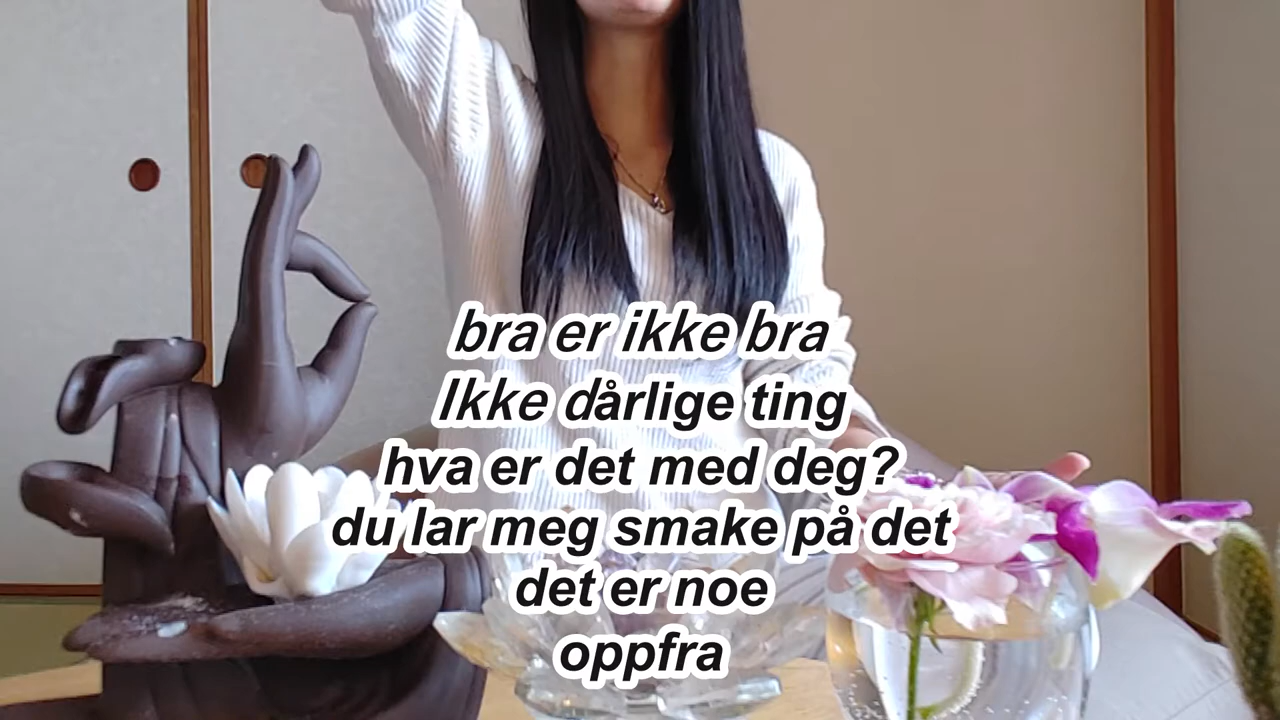 bra er ikke bra
Ikke dårlige ting
hva er det med deg?
du lar meg smake på det
det er noe
oppfra